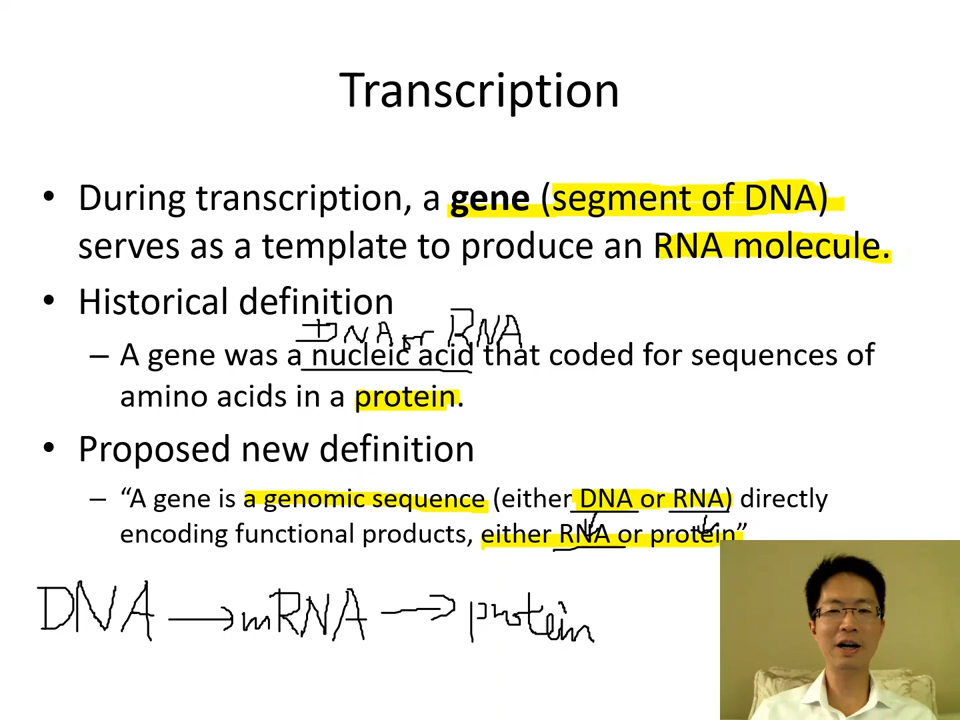 Transcription
• During transcription, a gene (segment of DNA)
serves as a template to produce an RNA molecule.
• Historical definition
DNA or RNA
– A gene was a nucleic acid that coded for sequences of
amino acids in a protein.
• Proposed new definition
– “A gene is a genomic sequence (either DNA or RNA) directly
encoding functional products, either RNA or protein”
DNA → mRNA → protein